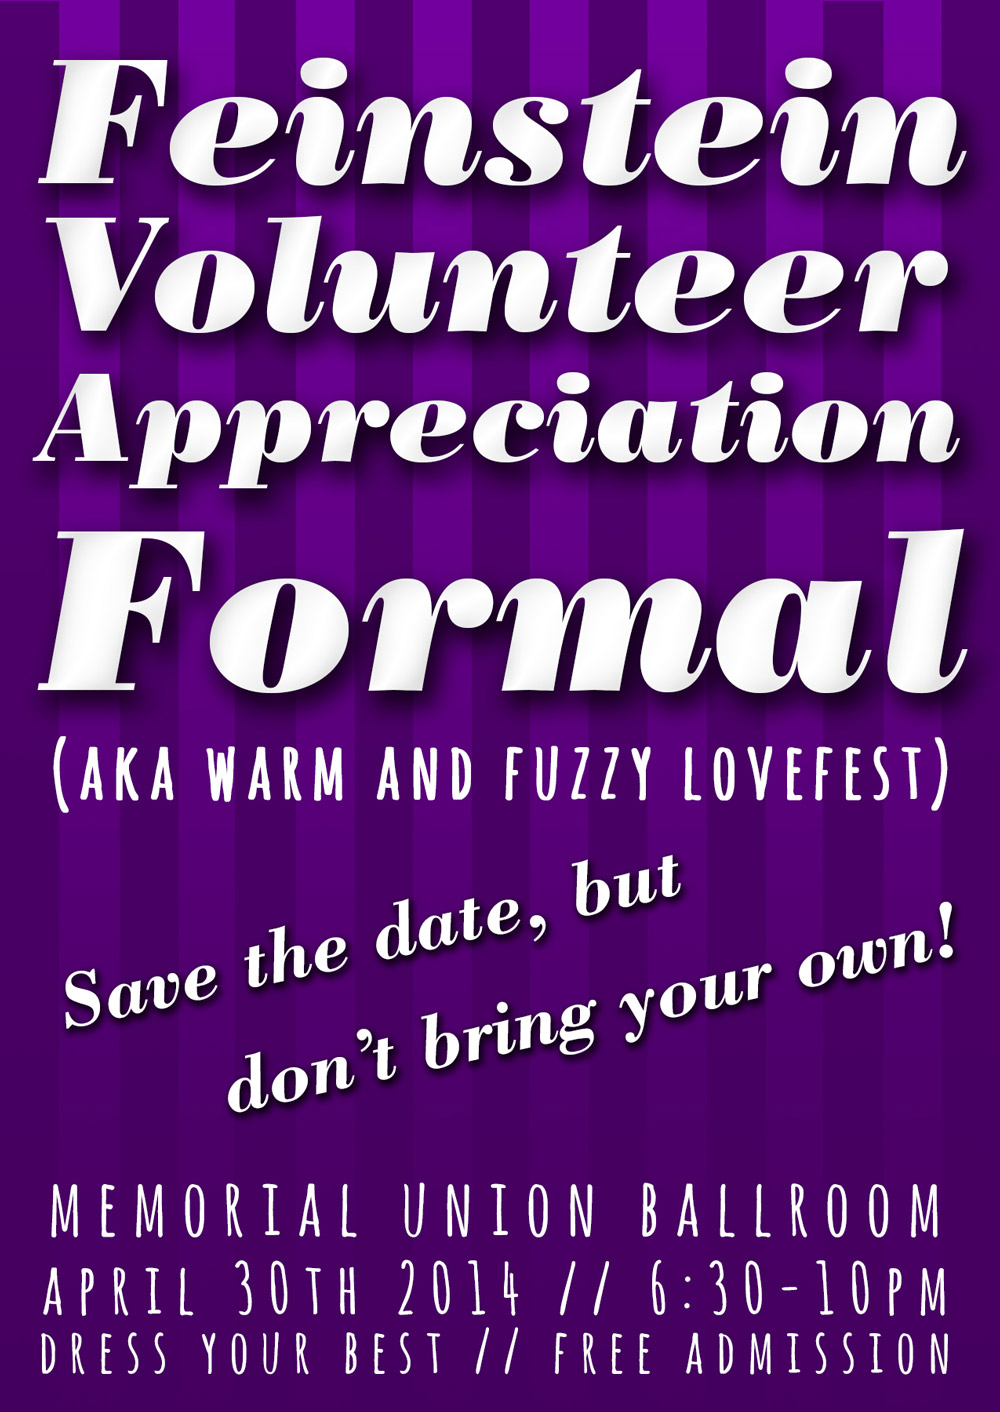 Feinstein
Volunteer
Appreciation
Formal
(AKA WARM AND FUZZY LOVEFEST)
Save the date, but
don't bring your own!
MEMORIAL UNION BALLROOM
APRIL 30TH 2014 // 6:30-10PM
DRESS YOUR BEST // FREE ADMISSION